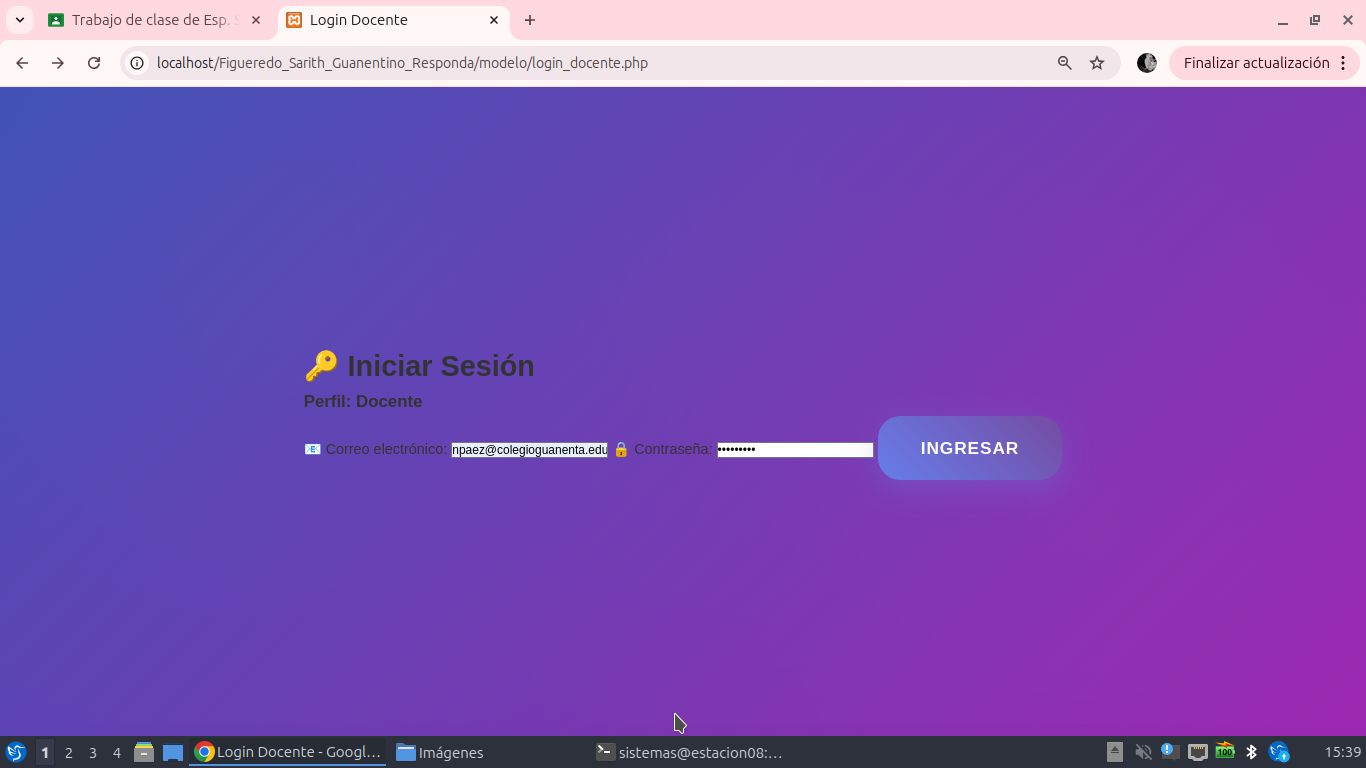 Trabajo de clase de Esp. S
Login Docente
localhost/Figueredo_Sarith_Guanentino_Responda/modelo/login_docente.php
Finalizar actualización
🔑 Iniciar Sesión
Perfil: Docente
📧 Correo electrónico: npaez@colegioguanenta.edu 🔒 Contraseña: ••••••••• INGRESAR
1 2 3 4 Login Docente - Googl... Imágenes sistemas@estacion08:... 100 15:39